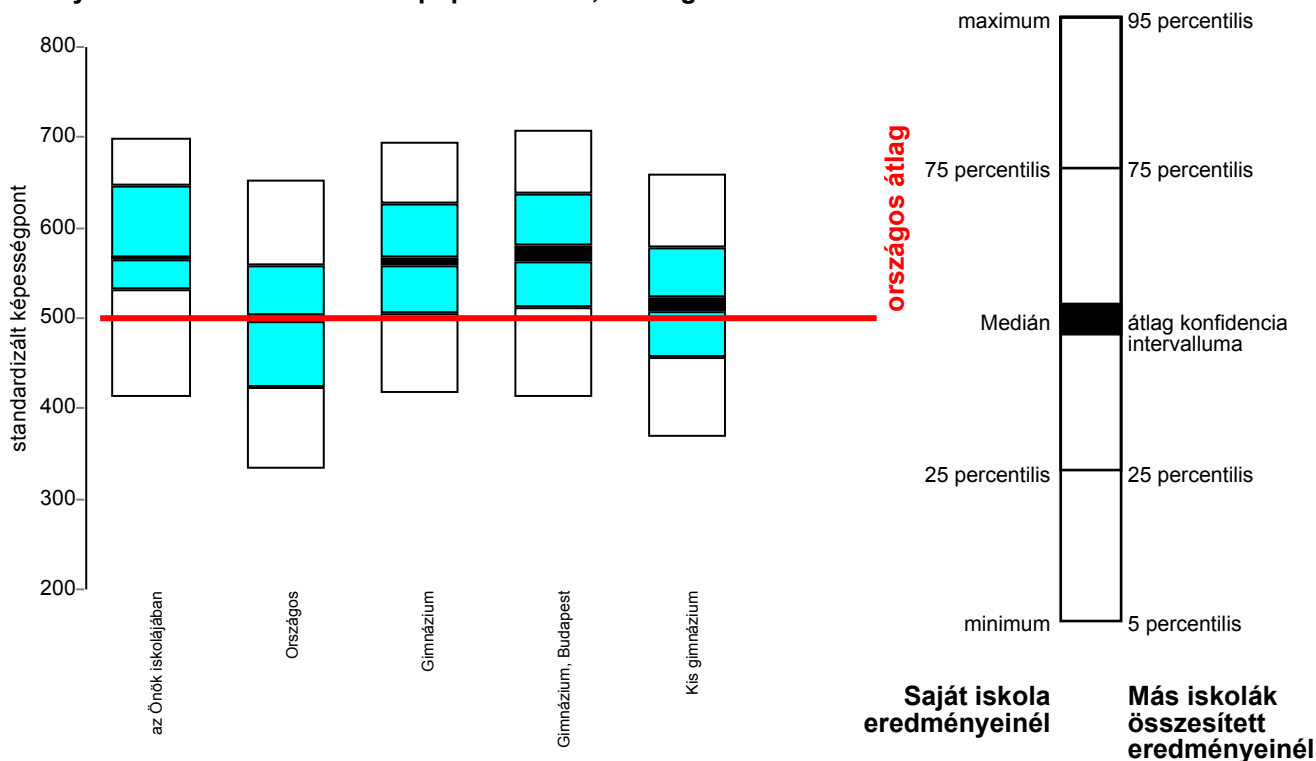 800
700
600
500
400
300
200
standardizált képességpont
az Önök iskolájában
Országos
Gimnázium
Gimnázium, Budapest
Kis gimnázium
országos átlag
maximum
95 percentilis
75 percentilis
75 percentilis
Medián
átlag konfidencia
intervalluma
25 percentilis
25 percentilis
minimum
5 percentilis
Saját iskola
eredményeinél
Más iskolák
összesített
eredményeinél